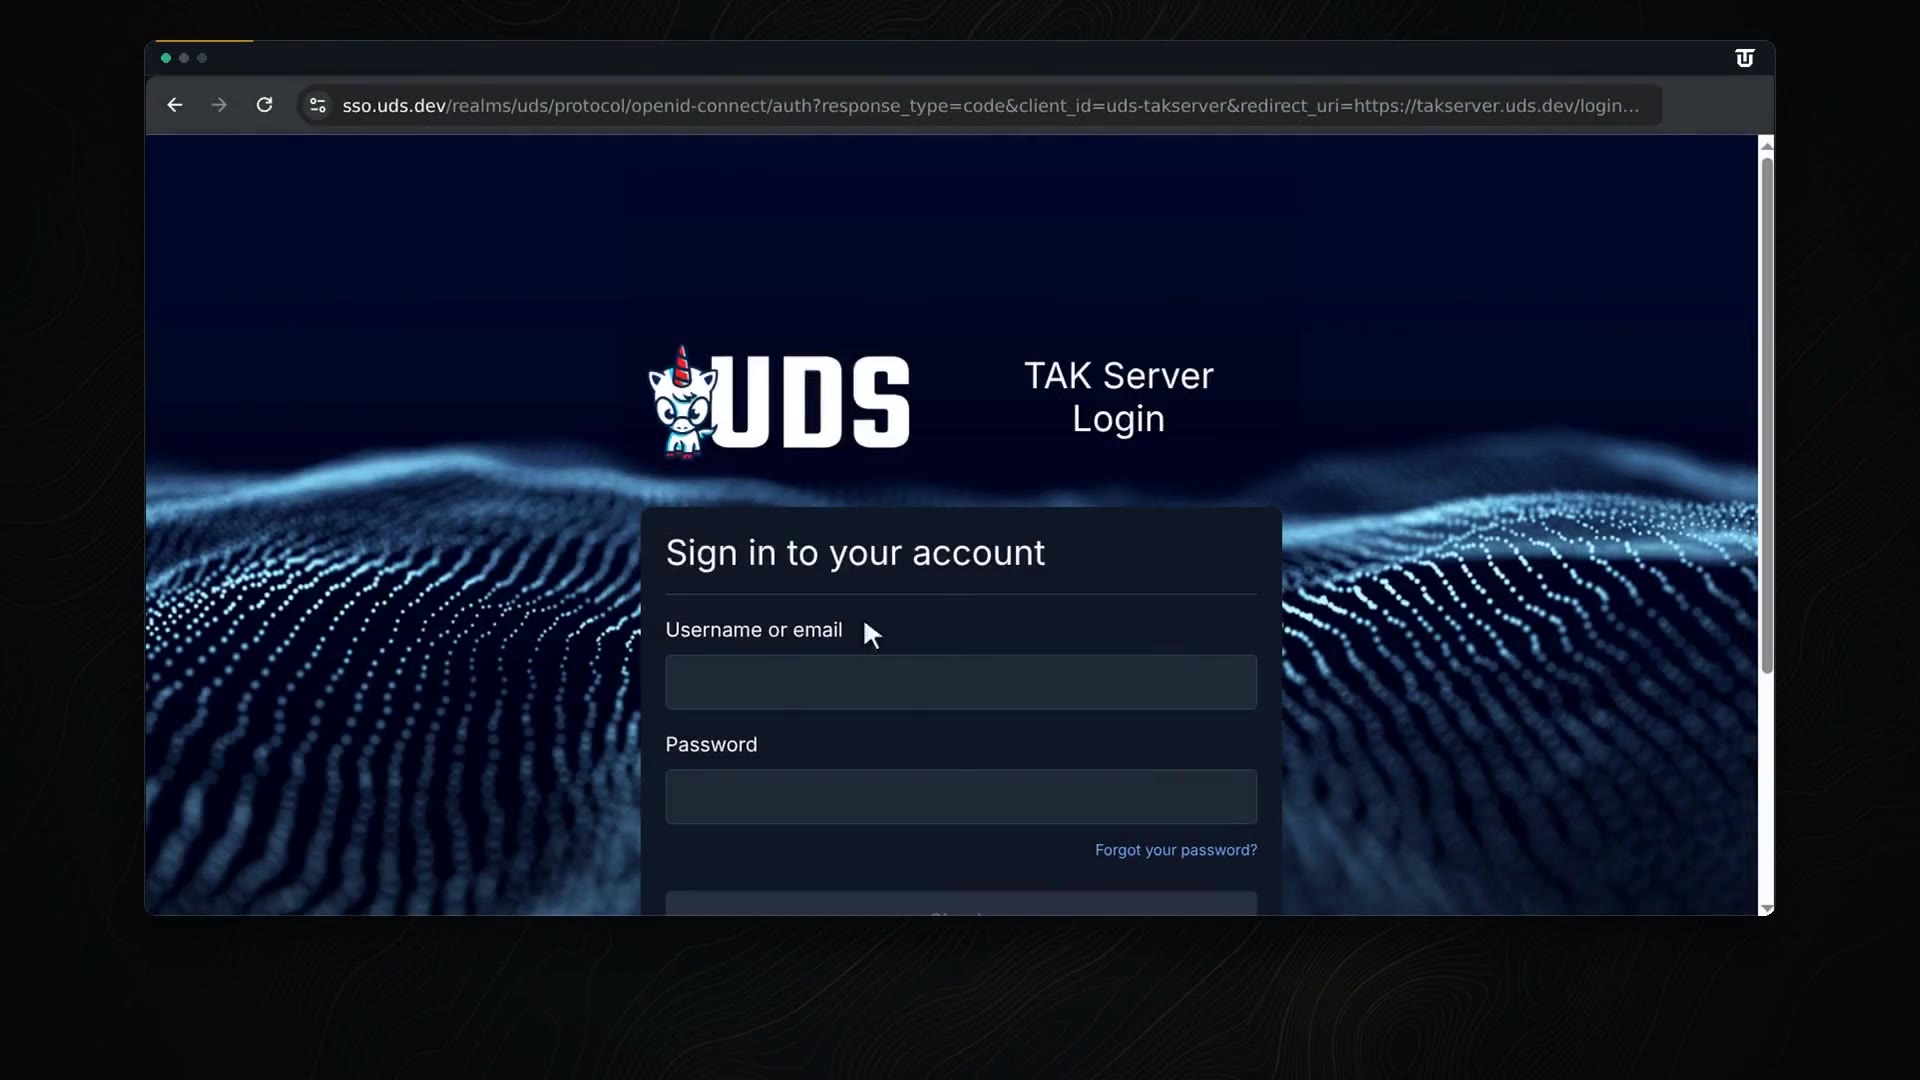 sso.uds.dev/realms/uds/protocol/openid-connect/auth?response_type=code&client_id=uds-takserver&redirect_uri=https://takserver.uds.dev/login...
UDS
TAK Server
Login
Sign in to your account
Username or email
Password
Forgot your password?